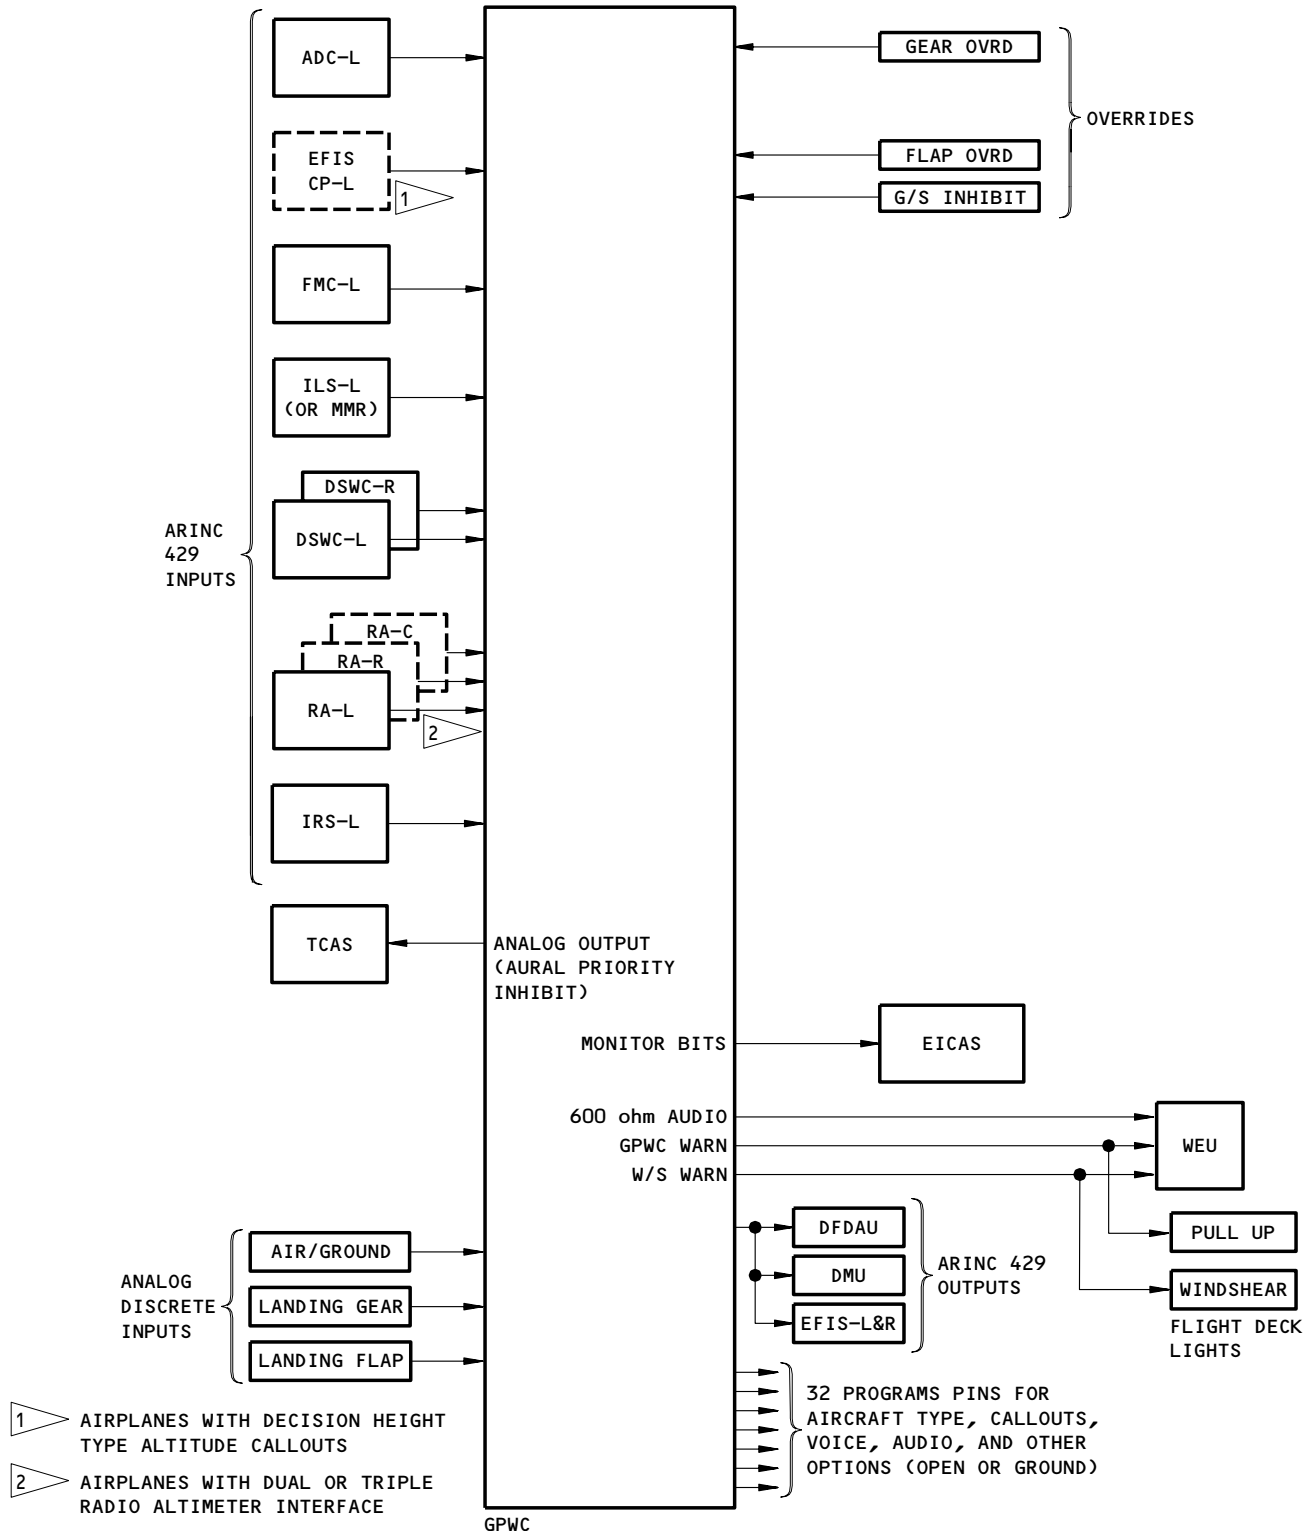 ADC-L
EFIS
CP-L
1
FMC-L
ILS-L
(OR MMR)
DSWC-R
DSWC-L
ARINC
429
INPUTS
RA-C
RA-R
RA-L
2
IRS-L
TCAS
ANALOG OUTPUT
(AURAL PRIORITY
INHIBIT)
GEAR OVRD
FLAP OVRD
G/S INHIBIT
OVERRIDES
MONITOR BITS
EICAS
600 ohm AUDIO
GPWC WARN
W/S WARN
WEU
PULL UP
WINDSHEAR
FLIGHT DECK
LIGHTS
DFDAU
DMU
EFIS-L&R
ARINC 429
OUTPUTS
AIR/GROUND
LANDING GEAR
LANDING FLAP
ANALOG
DISCRETE
INPUTS
32 PROGRAMS PINS FOR
AIRCRAFT TYPE, CALLOUTS,
VOICE, AUDIO, AND OTHER
OPTIONS (OPEN OR GROUND)
1 AIRPLANES WITH DECISION HEIGHT
TYPE ALTITUDE CALLOUTS
2 AIRPLANES WITH DUAL OR TRIPLE
RADIO ALTIMETER INTERFACE
GPWC